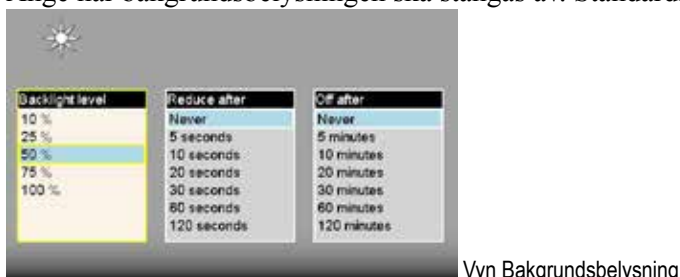 Backlight level
10 %
25 %
50 %
75 %
100 %
Reduce after
Never
5 seconds
10 seconds
20 seconds
30 seconds
60 seconds
120 seconds
Off after
Never
5 minutes
10 minutes
20 minutes
30 minutes
60 minutes
120 minutes
Vyn Bakgrundsbelysning